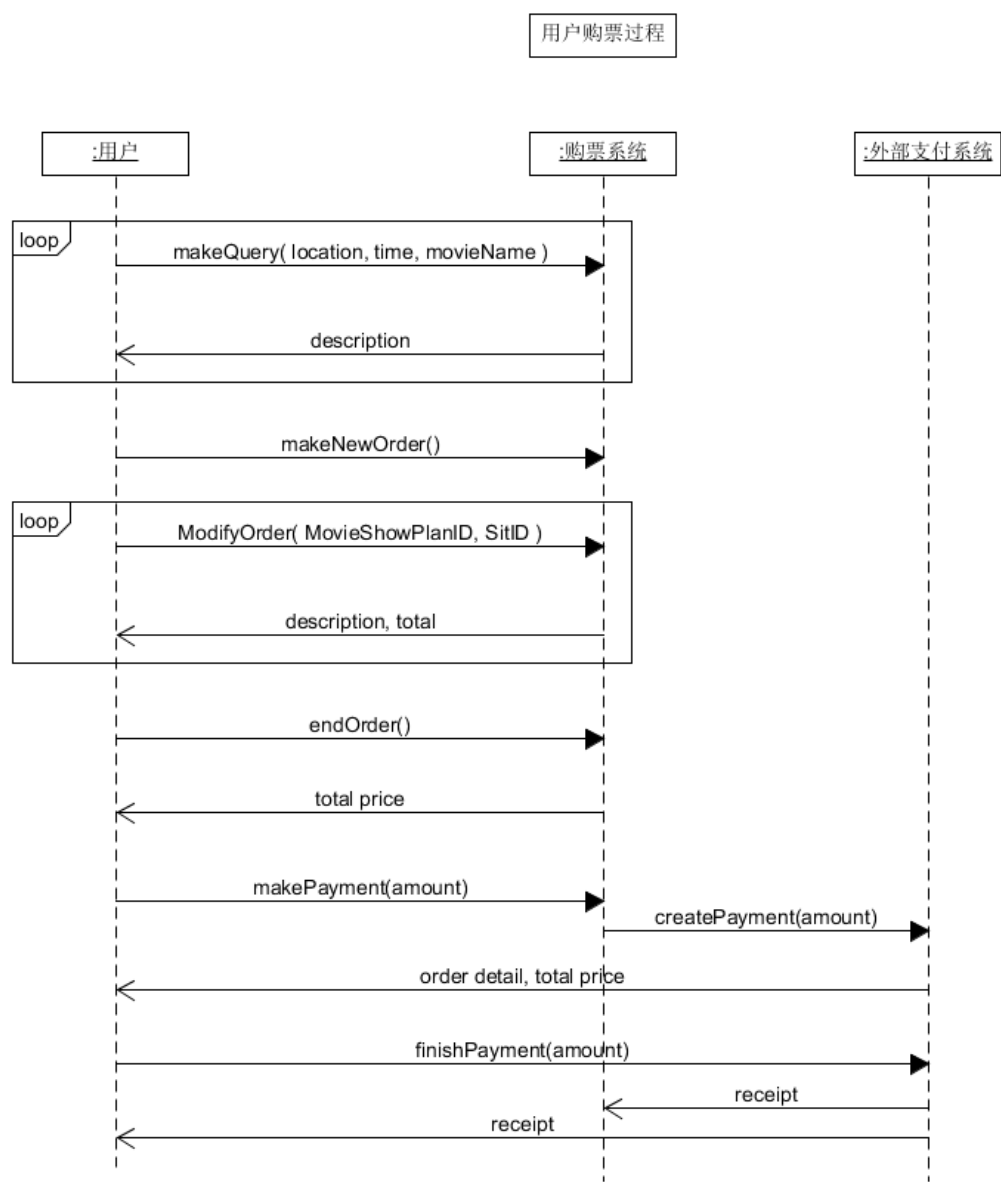 用户购票过程
:用户
:购票系统
:外部支付系统
loop
makeQuery( location, time, movieName )
description
makeNewOrder()
loop
ModifyOrder( MovieShowPlanID, SitID )
description, total
endOrder()
total price
makePayment(amount)
createPayment(amount)
order detail, total price
finishPayment(amount)
receipt
receipt